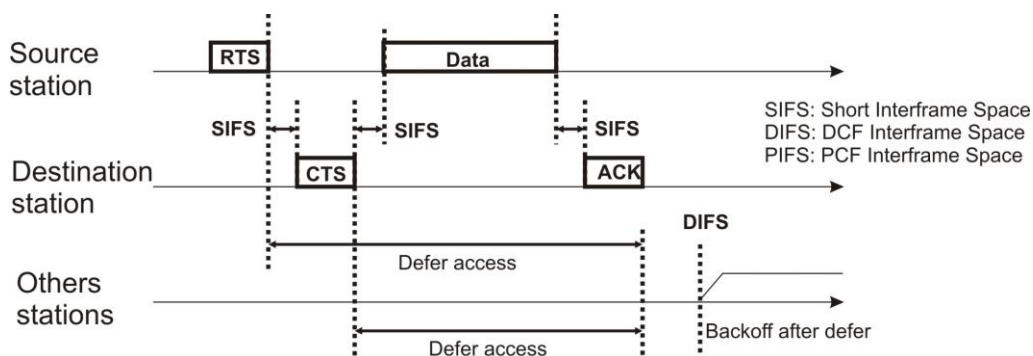 Source
station
RTS
Data
SIFS
SIFS
SIFS
SIFS: Short Interframe Space
DIFS: DCF Interframe Space
PIFS: PCF Interframe Space
Destination
station
CTS
ACK
DIFS
Defer access
Others
stations
Backoff after defer
Defer access